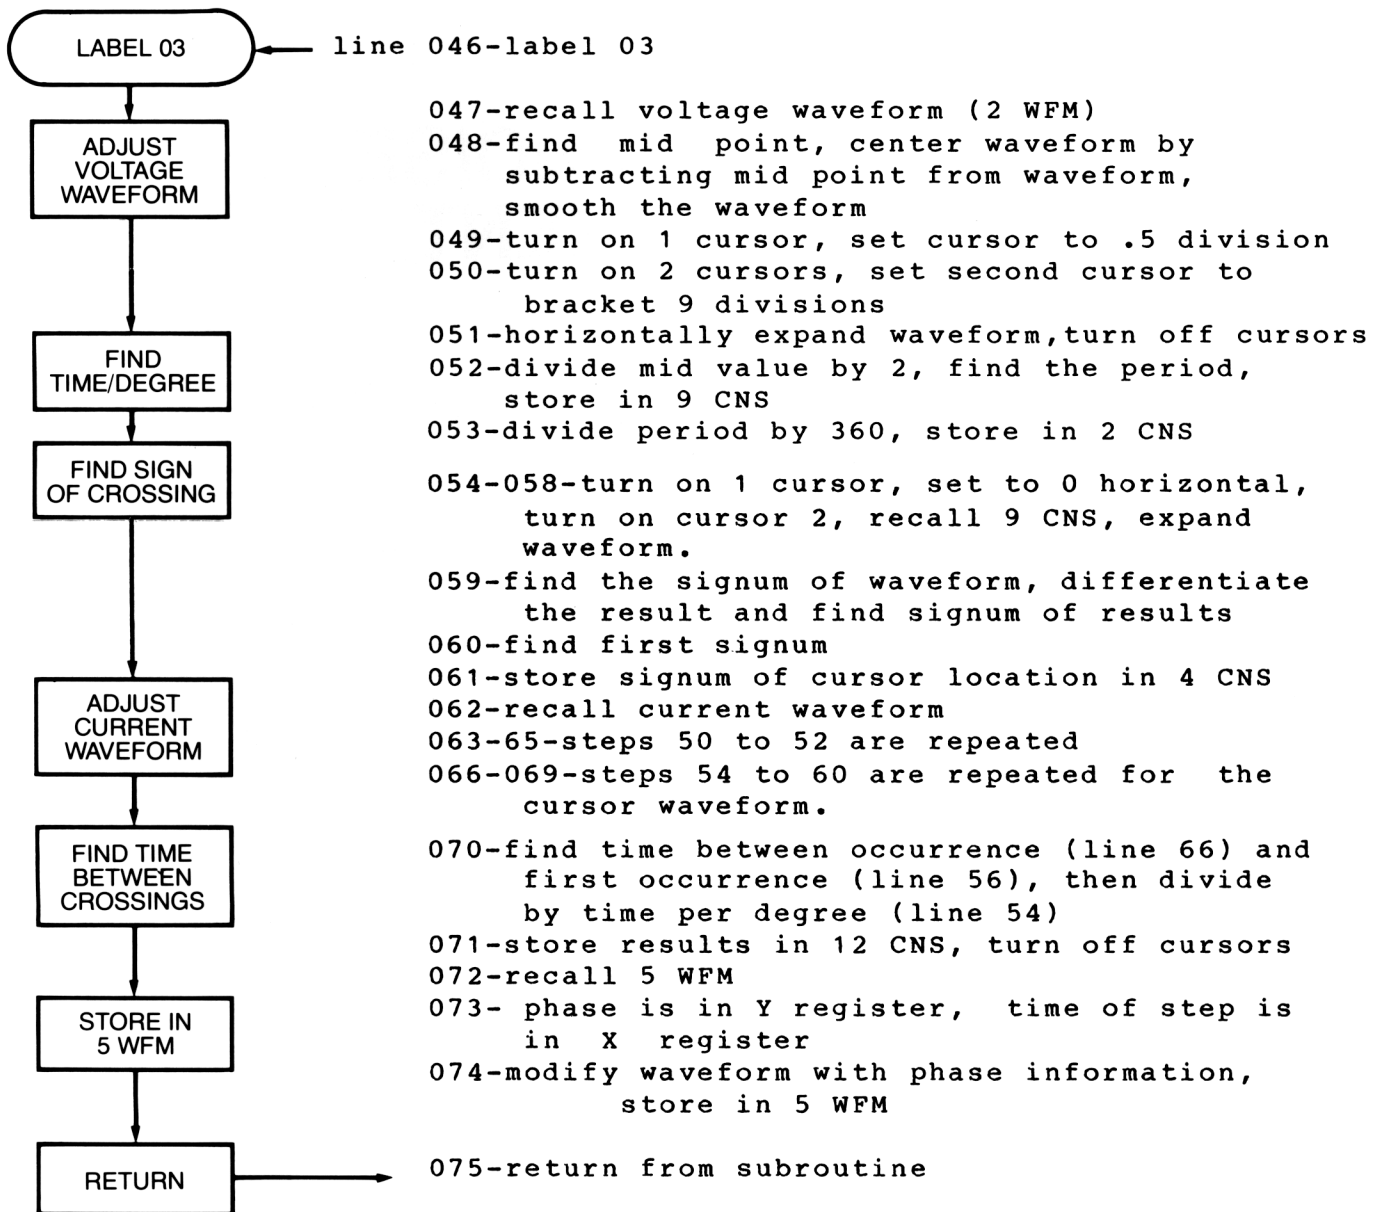 LABEL 03
line 046-label 03
047-recall voltage waveform (2 WFM)
ADJUST
VOLTAGE
WAVEFORM
048-find mid point, center waveform by
subtracting mid point from waveform,
smooth the waveform
049-turn on 1 cursor, set cursor to .5 division
050-turn on 2 cursors, set second cursor to
bracket 9 divisions
051-horizontally expand waveform,turn off cursors
FIND
TIME/DEGREE
052-divide mid value by 2, find the period,
store in 9 CNS
053-divide period by 360, store in 2 CNS
FIND SIGN
OF CROSSING
054-058-turn on 1 cursor, set to 0 horizontal,
turn on cursor 2, recall 9 CNS, expand
waveform.
059-find the signum of waveform, differentiate
the result and find signum of results
060-find first signum
061-store signum of cursor location in 4 CNS
ADJUST
CURRENT
WAVEFORM
062-recall current waveform
063-65-steps 50 to 52 are repeated
066-069-steps 54 to 60 are repeated for the
cursor waveform.
FIND TIME
BETWEEN
CROSSINGS
070-find time between occurrence (line 66) and
first occurrence (line 56), then divide
by time per degree (line 54)
071-store results in 12 CNS, turn off cursors
072-recall 5 WFM
STORE IN
5 WFM
073- phase is in Y register, time of step is
in X register
074-modify waveform with phase information,
store in 5 WFM
RETURN
075-return from subroutine